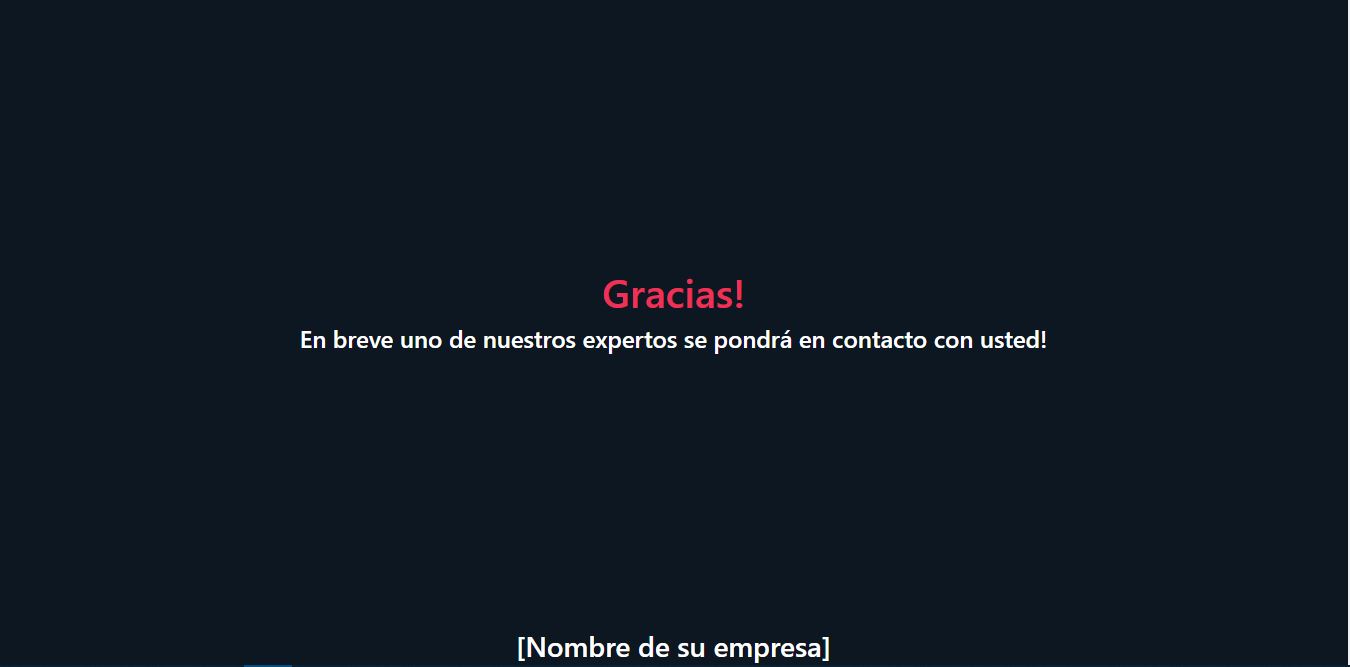 Gracias!
En breve uno de nuestros expertos se pondrá en contacto con usted!
[Nombre de su empresa]